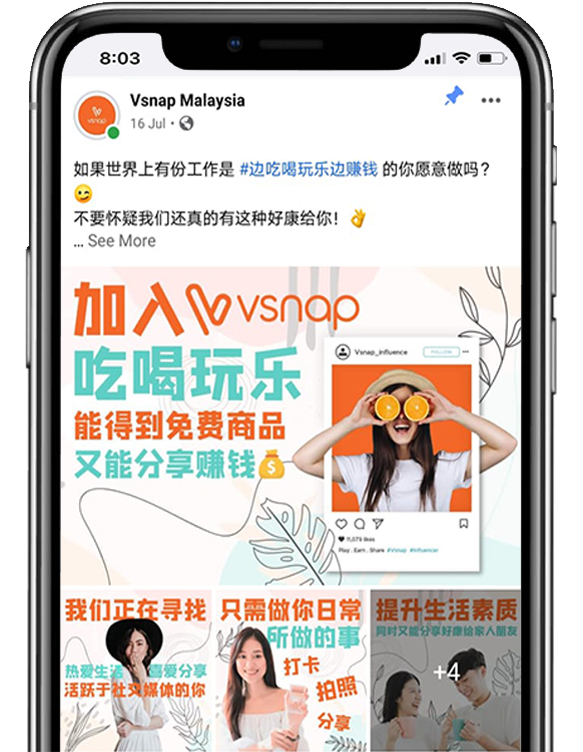 8:03
Vsnap Malaysia
16 Jul
vsnap
如果世界上有份工作是 #边吃喝玩乐边赚钱 的你愿意做吗？
不要怀疑我们还真的有这种好康给你！
... See More
加入 vsnap
吃喝玩乐
能得到免费商品
又能分享赚钱
$
Vsnap_influence
FOLLOW
11,079 likes
Play . Earn . Share #Vsnap #Influencer
我们正在寻找
热爱生活 喜爱分享
活跃于社交媒体的你
只需做你日常
所做的事
打卡
拍照
分享
提升生活素质
同时又能分享好康给家人朋友
+4